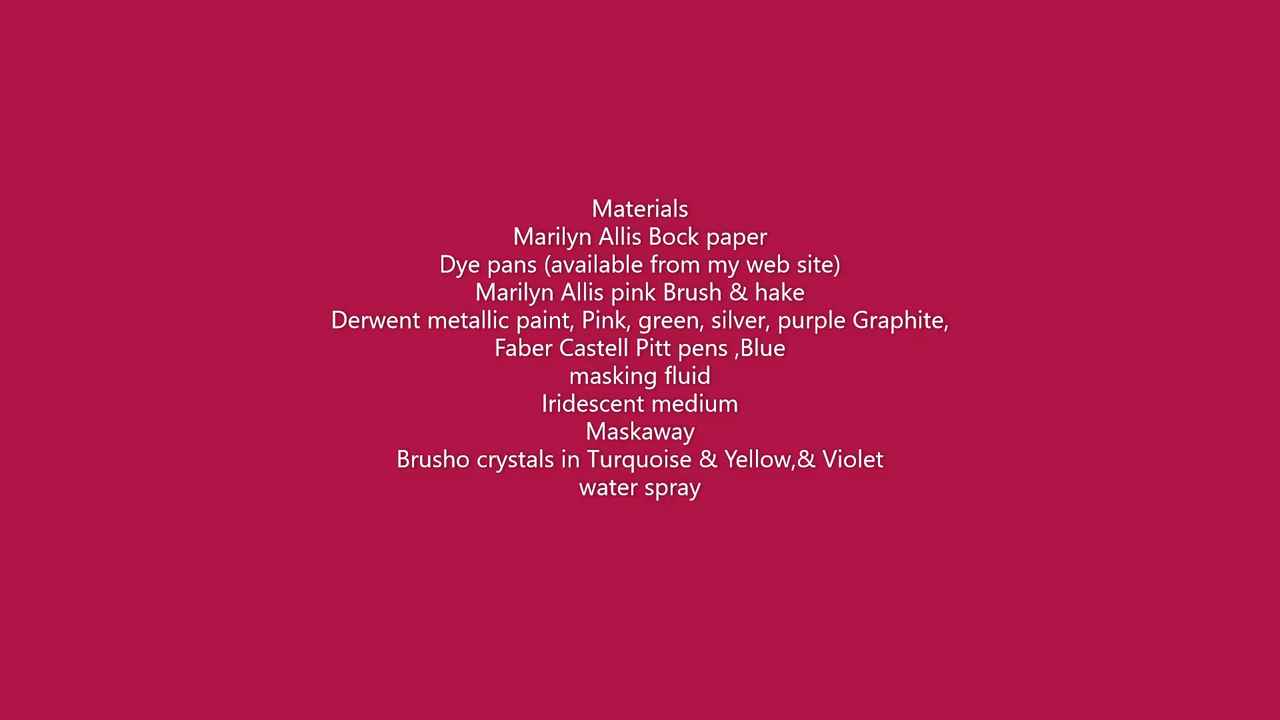 Materials
Marilyn Allis Bock paper
Dye pans (available from my web site)
Marilyn Allis pink Brush & hake
Derwent metallic paint, Pink, green, silver, purple Graphite,
Faber Castell Pitt pens ,Blue
masking fluid
Iridescent medium
Maskaway
Brusho crystals in Turquoise & Yellow,& Violet
water spray